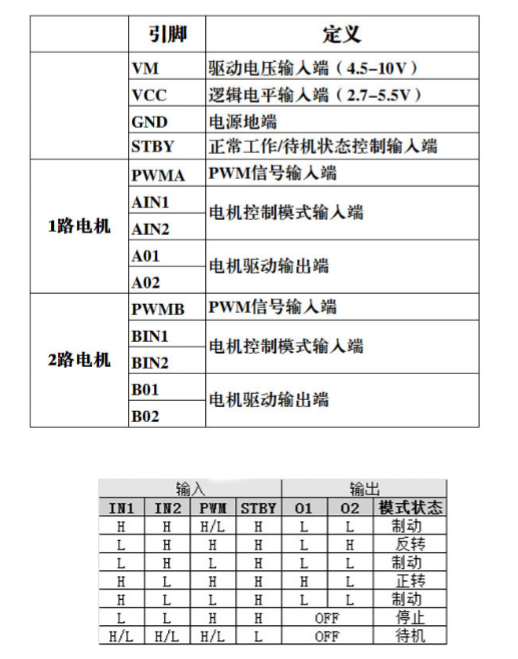 引脚 定义
VM 驱动电压输入端（4.5-10V）
VCC 逻辑电平输入端（2.7-5.5V）
GND 电源地端
STBY 正常工作/待机状态控制输入端
1路电机
PWMA PWM信号输入端
AIN1
AIN2
电机控制模式输入端
A01
A02
电机驱动输出端
2路电机
PWMB PWM信号输入端
BIN1
BIN2
电机控制模式输入端
B01
B02
电机驱动输出端
输入 输出
IN1 IN2 PWM STBY O1 O2 模式状态
H H H/L H L L 制动
L H H H L H 反转
L H L H L L 制动
H L H H H L 正转
H L L H L L 制动
L L H H OFF 停止
H/L H/L H/L L OFF 待机